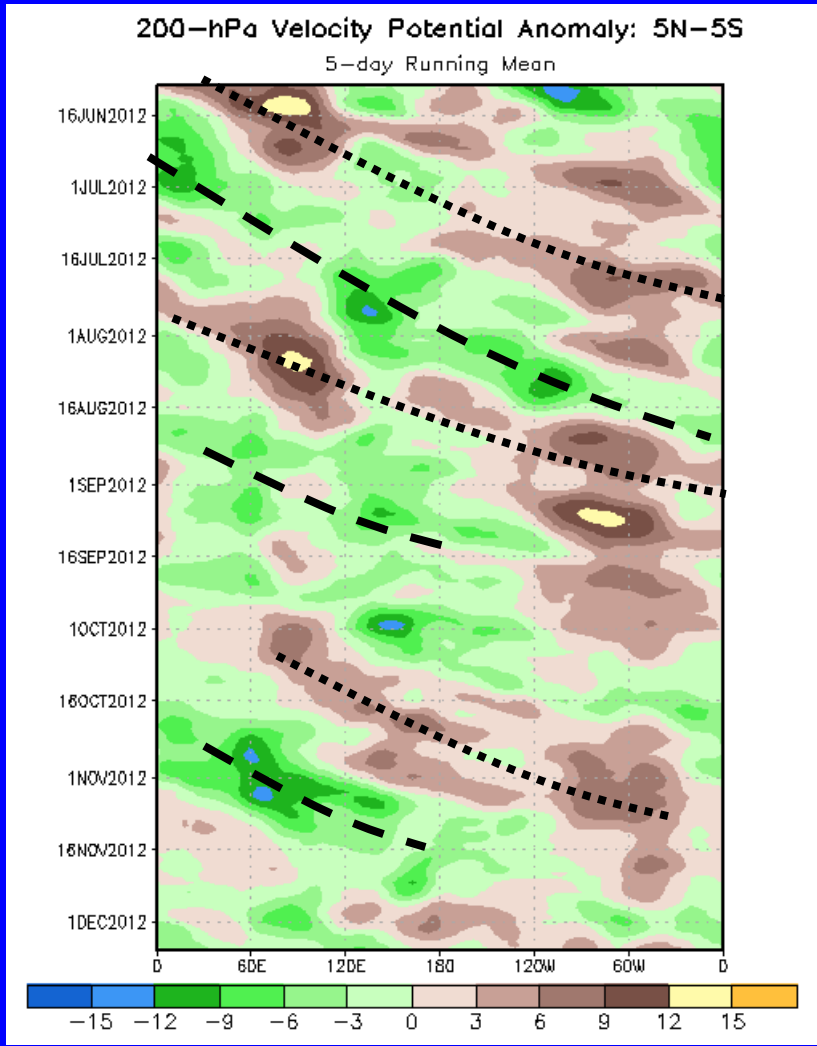 200-hPa Velocity Potential Anomaly: 5N-5S
5-day Running Mean
16JUN2012
1JUL2012
16JUL2012
1AUG2012
16AUG2012
1SEP2012
16SEP2012
1OCT2012
16OCT2012
1NOV2012
16NOV2012
1DEC2012
0 60E 120E 180 120W 60W 0
-15 -12 -9 -6 -3 0 3 6 9 12 15